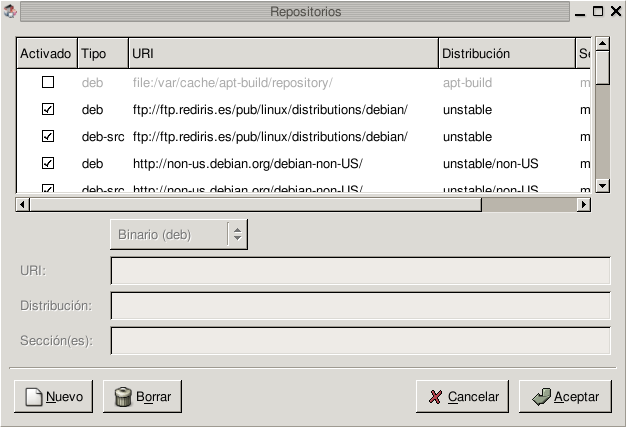 Repositorios
Activado Tipo URI Distribución
deb file:/var/cache/apt-build/repository/ apt-build m
deb ftp://ftp.rediris.es/pub/linux/distributions/debian/ unstable m
deb-src ftp://ftp.rediris.es/pub/linux/distributions/debian/ unstable m
deb http://non-us.debian.org/debian-non-US/ unstable/non-US m
deb-src http://non-us.debian.org/debian-non-US/ unstable/non-US m
Binario (deb)
URI:
Distribución:
Sección(es):
Nuevo Borrar Cancelar Aceptar